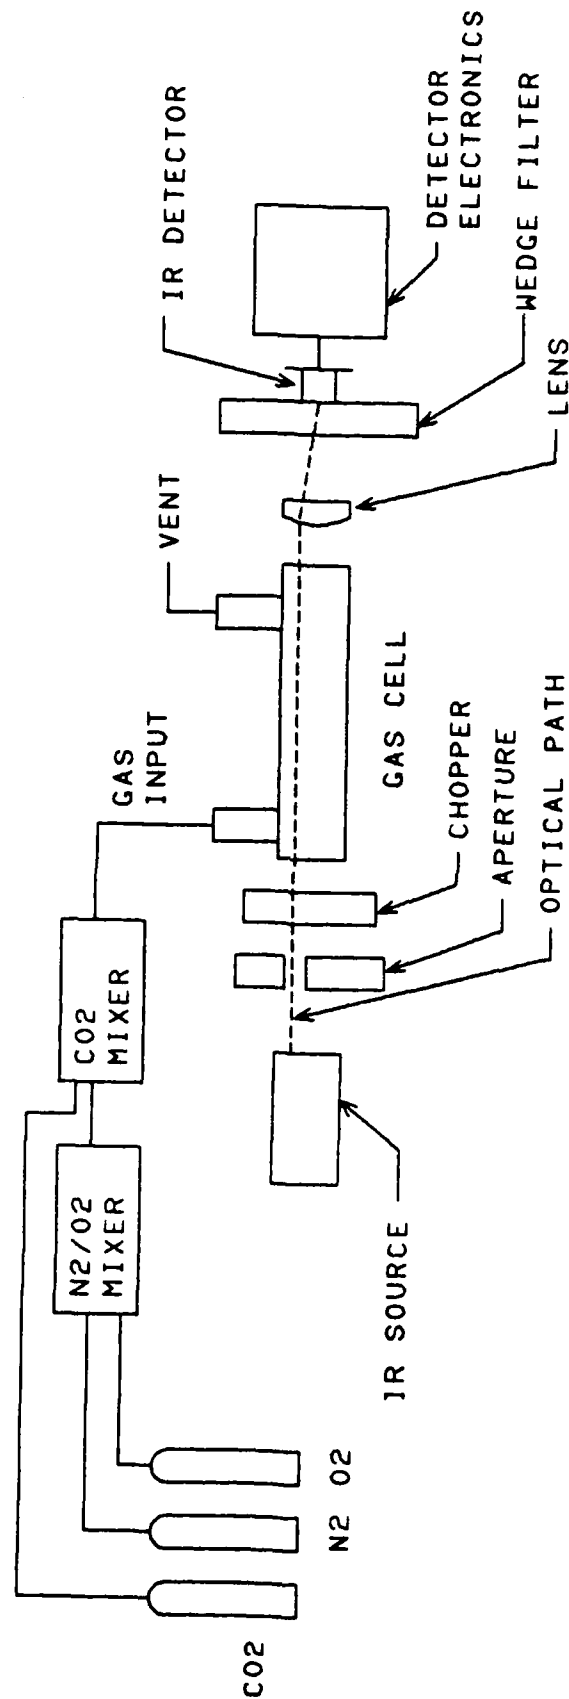 CO2
N2
O2
N2/O2
MIXER
CO2
MIXER
GAS
INPUT
VENT
IR DETECTOR
IR SOURCE
GAS CELL
OPTICAL PATH
APERTURE
CHOPPER
LENS
WEDGE FILTER
DETECTOR
ELECTRONICS